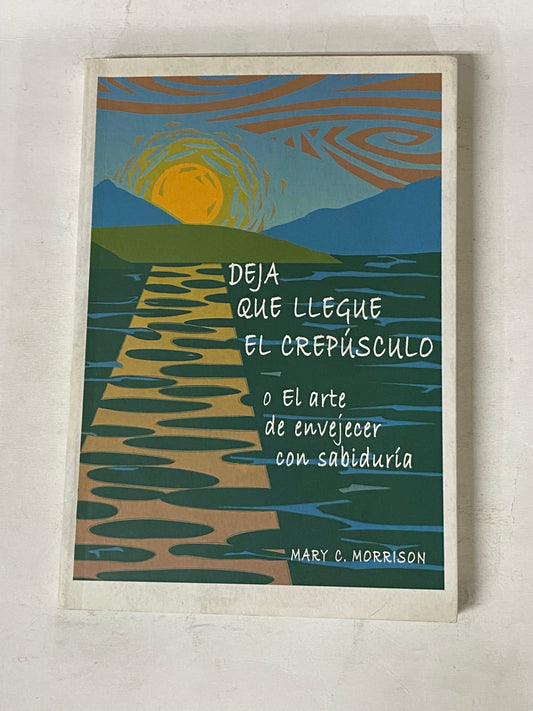 DEJA
QUE LLEGUE
EL CREPÚSCULO
o El arte
de envejecer
con sabiduría
MARY C. MORRISON